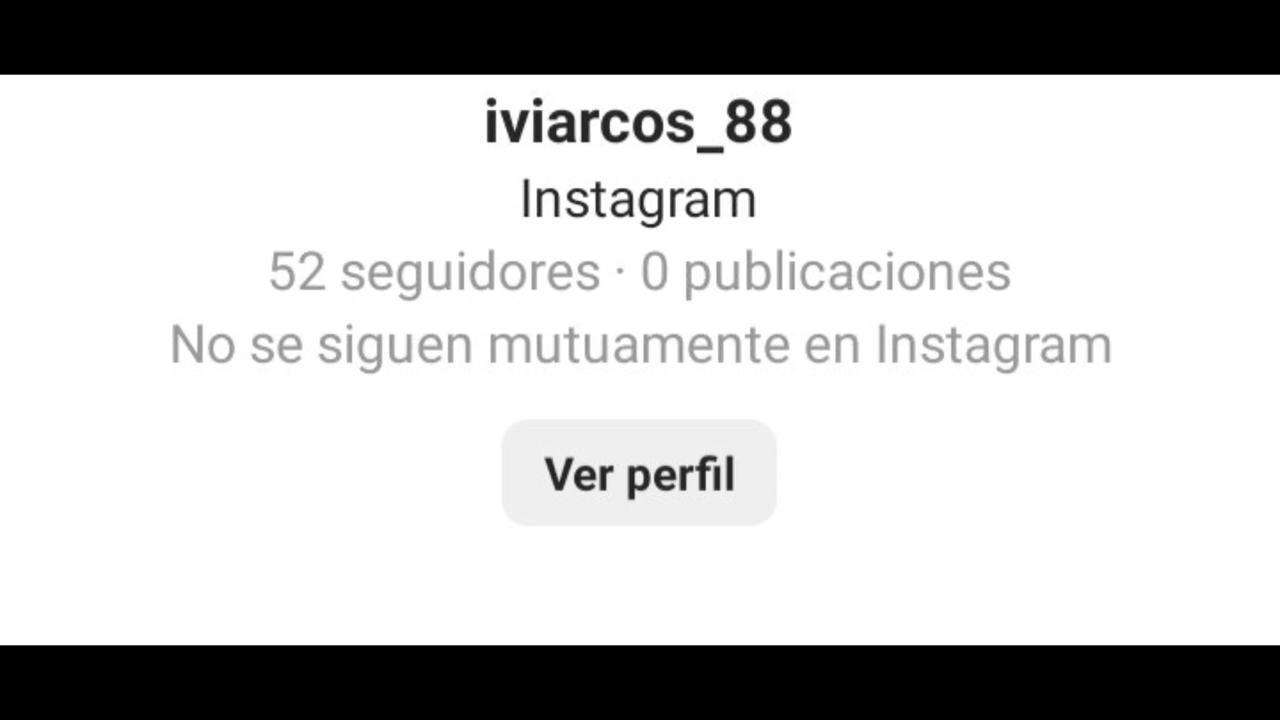 iviarcos_88
Instagram
52 seguidores · 0 publicaciones
No se siguen mutuamente en Instagram
Ver perfil